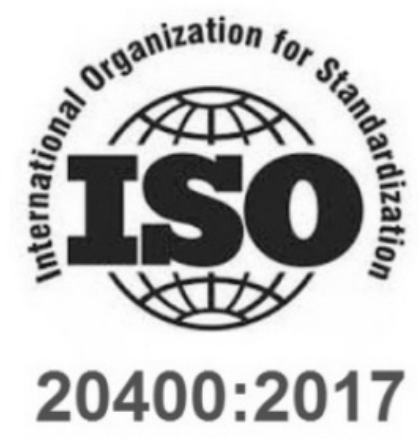 International Organization for Standardization
ISO
20400:2017